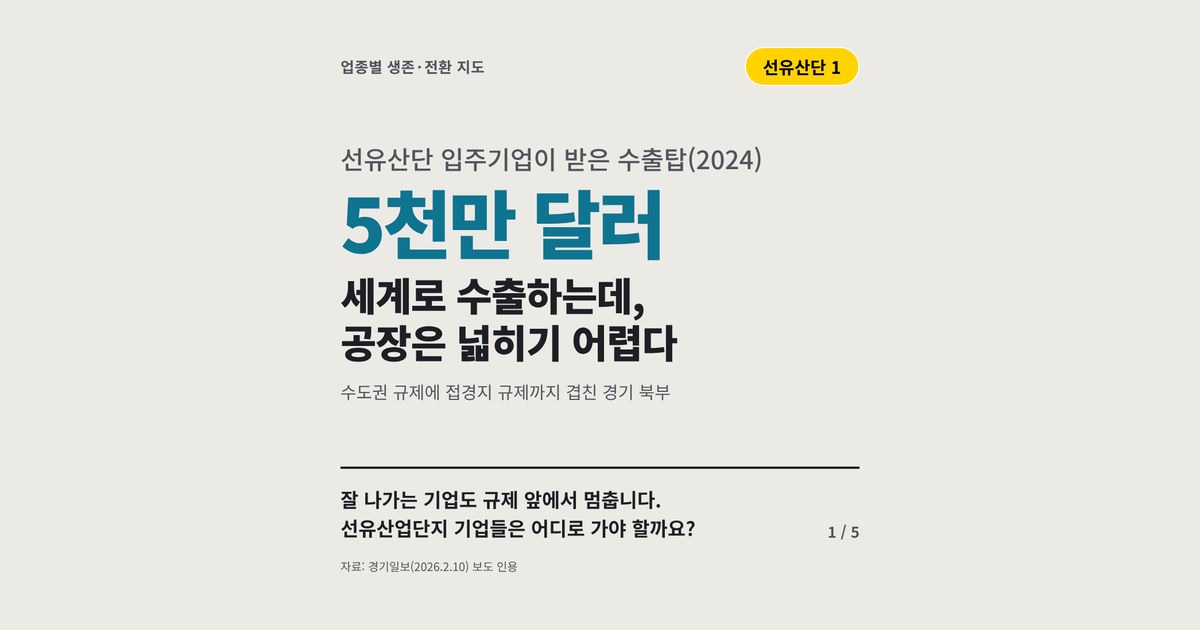 업종별 생존·전환 지도
선유산단 1
선유산단 입주기업이 받은 수출탑(2024)
5천만 달러
세계로 수출하는데,
공장은 넓히기 어렵다
수도권 규제에 접경지 규제까지 겹친 경기 북부
잘 나가는 기업도 규제 앞에서 멈춥니다.
선유산업단지 기업들은 어디로 가야 할까요?
1 / 5
자료: 경기일보(2026.2.10) 보도 인용